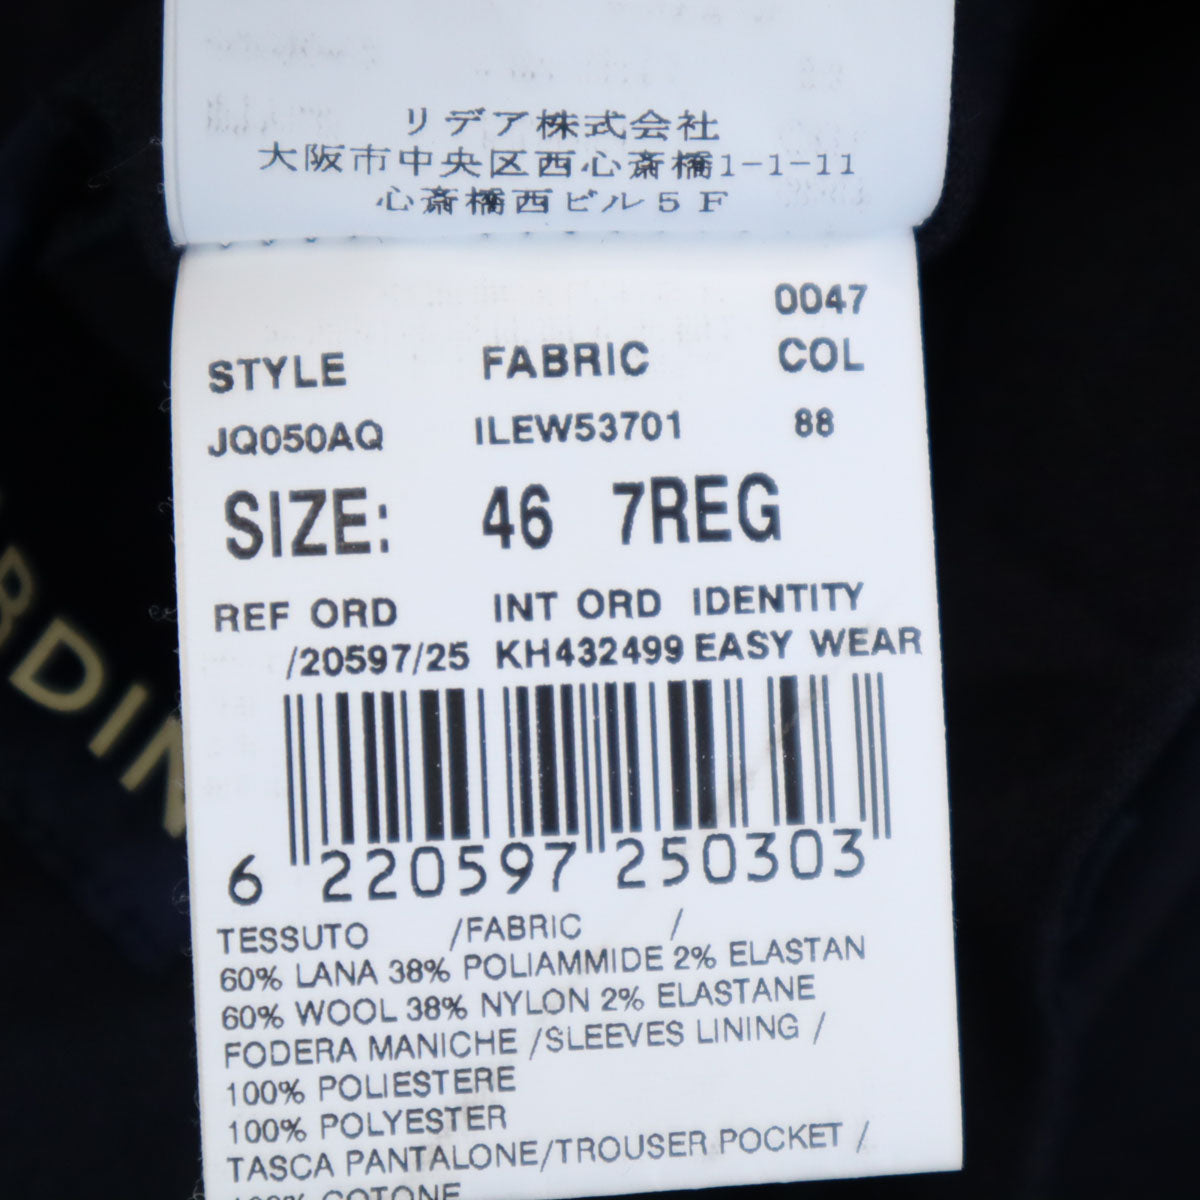 リデア株式会社
大阪市中央区西心斎橋1-1-11
心斎橋西ビル5F
0047
STYLE FABRIC COL
JQ050AQ ILEW53701 88
SIZE: 46 7REG
REF ORD INT ORD IDENTITY
/20597/25 KH432499 EASY WEAR
6 220597 250303
TESSUTO /FABRIC /
60% LANA 38% POLIAMMIDE 2% ELASTAN
60% WOOL 38% NYLON 2% ELASTANE
FODERA MANICHE /SLEEVES LINING /
100% POLIESTERE
100% POLYESTER
TASCA PANTALONE/TROUSER POCKET /
100% COTONE